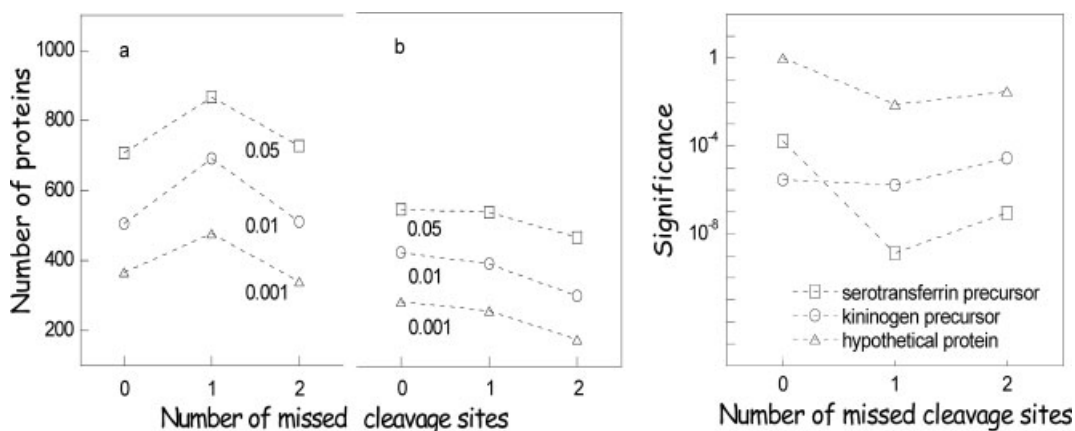 Number of proteins
1000
800
600
400
200
a
0.05
0.01
0.001
0 1 2
b
0.05
0.01
0.001
0 1 2
Number of missed cleavage sites
Significance
1
10-4
10-8
serotransferrin precursor
kininogen precursor
hypothetical protein
0 1 2
Number of missed cleavage sites